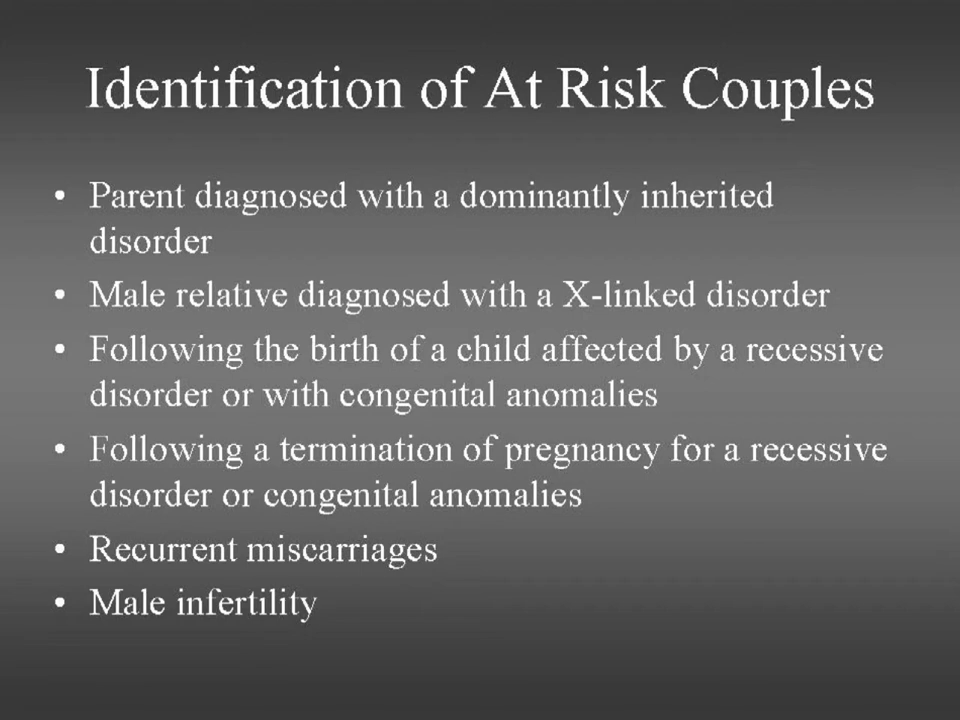 Identification of At Risk Couples
• Parent diagnosed with a dominantly inherited
disorder
• Male relative diagnosed with a X-linked disorder
• Following the birth of a child affected by a recessive
disorder or with congenital anomalies
• Following a termination of pregnancy for a recessive
disorder or congenital anomalies
• Recurrent miscarriages
• Male infertility